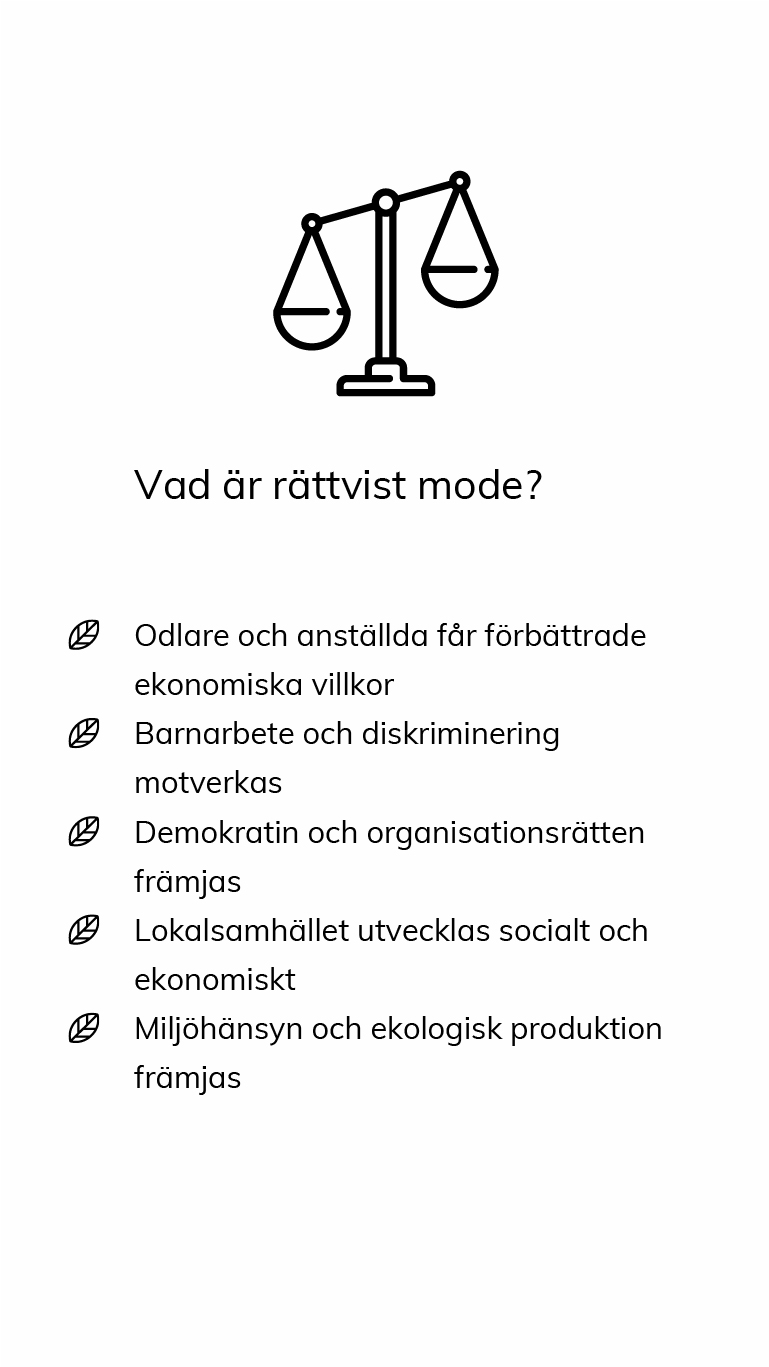 Vad är rättvist mode?
Odlare och anställda får förbättrade
ekonomiska villkor
Barnarbete och diskriminering
motverkas
Demokratin och organisationsrätten
främjas
Lokalsamhället utvecklas socialt och
ekonomiskt
Miljöhänsyn och ekologisk produktion
främjas